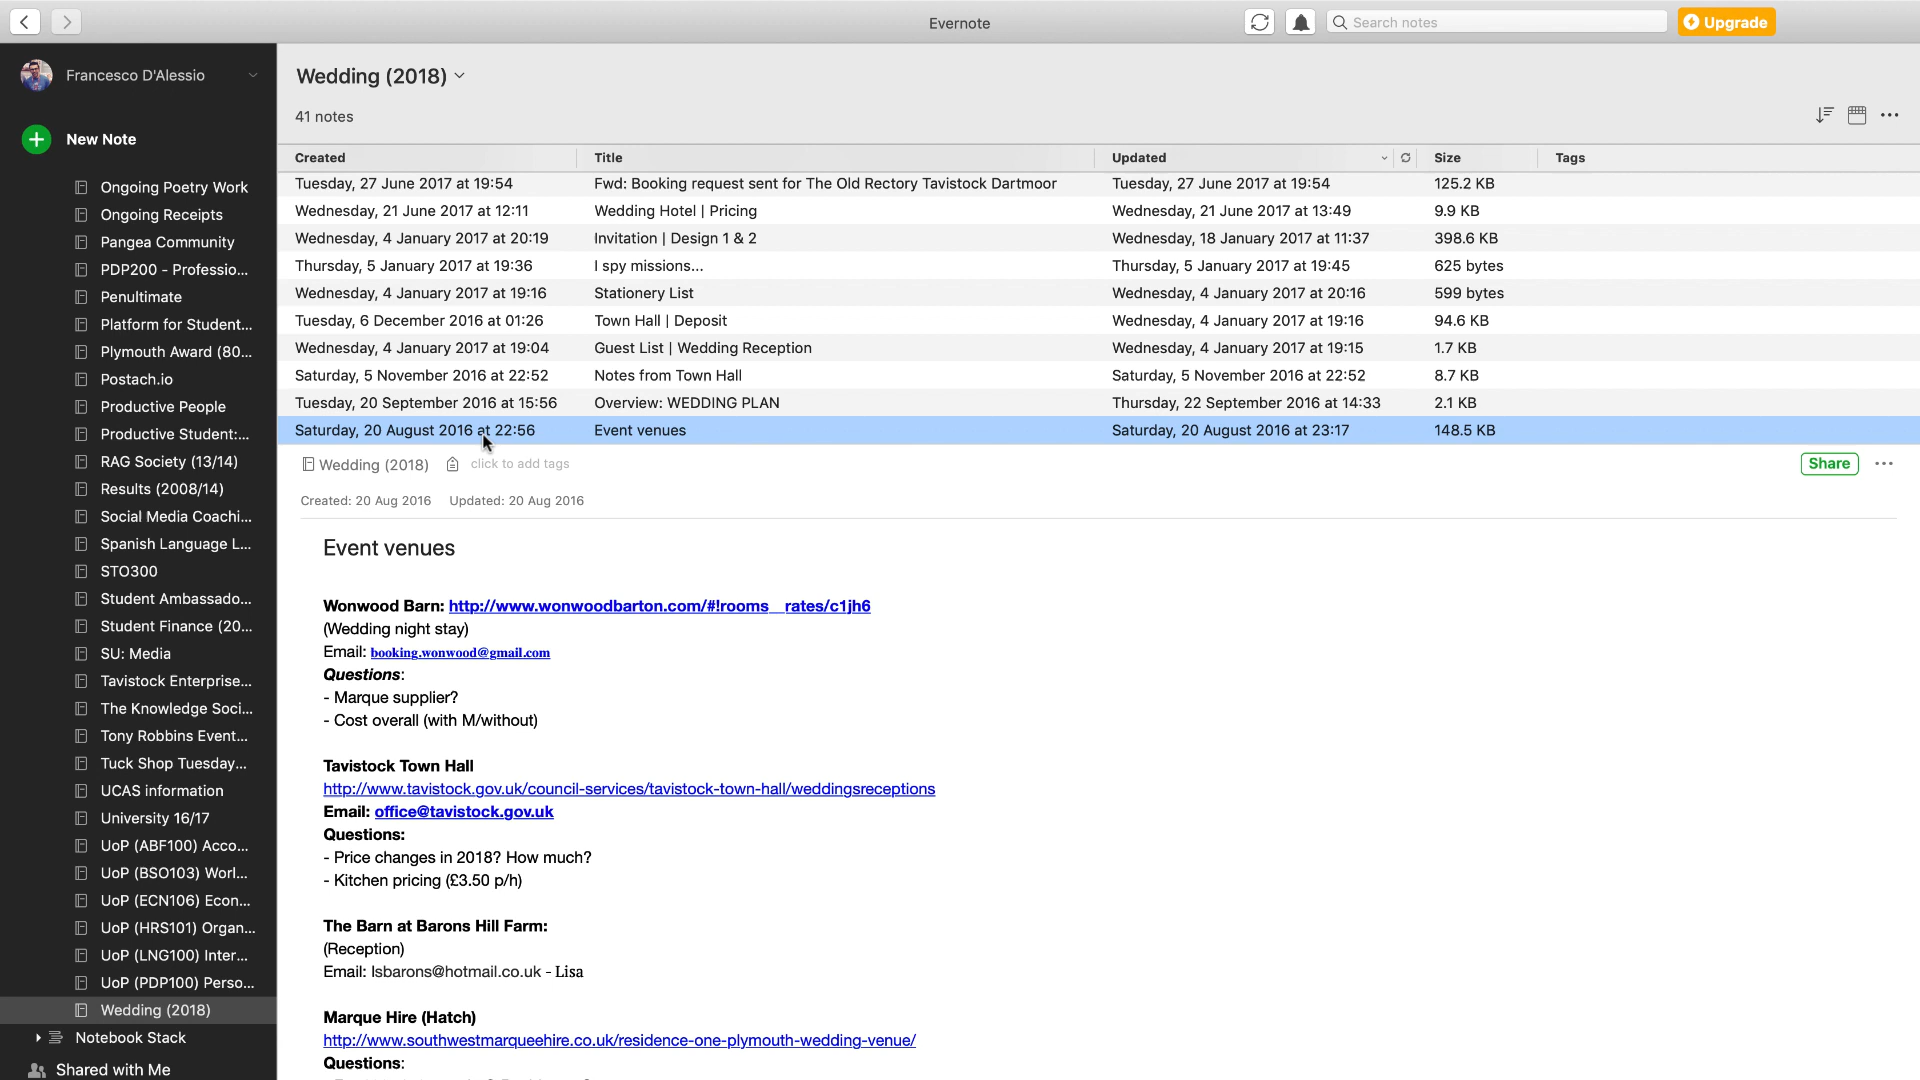 Evernote
Search notes
Upgrade
Francesco D'Alessio
New Note
Ongoing Poetry Work
Ongoing Receipts
Pangea Community
PDP200 - Professio...
Penultimate
Platform for Student...
Plymouth Award (80...
Postach.io
Productive People
Productive Student:...
RAG Society (13/14)
Results (2008/14)
Social Media Coachi...
Spanish Language L...
STO300
Student Ambassado...
Student Finance (20...
SU: Media
Tavistock Enterprise...
The Knowledge Soci...
Tony Robbins Event...
Tuck Shop Tuesday...
UCAS information
University 16/17
UoP (ABF100) Acco...
UoP (BSO103) Worl...
UoP (ECN106) Econ...
UoP (HRS101) Organ...
UoP (LNG100) Inter...
UoP (PDP100) Perso...
Wedding (2018)
Notebook Stack
Shared with Me
Wedding (2018)
41 notes
Created Title Updated Size Tags
Tuesday, 27 June 2017 at 19:54 Fwd: Booking request sent for The Old Rectory Tavistock Dartmoor Tuesday, 27 June 2017 at 19:54 125.2 KB
Wednesday, 21 June 2017 at 12:11 Wedding Hotel | Pricing Wednesday, 21 June 2017 at 13:49 9.9 KB
Wednesday, 4 January 2017 at 20:19 Invitation | Design 1 & 2 Wednesday, 18 January 2017 at 11:37 398.6 KB
Thursday, 5 January 2017 at 19:36 I spy missions... Thursday, 5 January 2017 at 19:45 625 bytes
Wednesday, 4 January 2017 at 19:16 Stationery List Wednesday, 4 January 2017 at 20:16 599 bytes
Tuesday, 6 December 2016 at 01:26 Town Hall | Deposit Wednesday, 4 January 2017 at 19:16 94.6 KB
Wednesday, 4 January 2017 at 19:04 Guest List | Wedding Reception Wednesday, 4 January 2017 at 19:15 1.7 KB
Saturday, 5 November 2016 at 22:52 Notes from Town Hall Saturday, 5 November 2016 at 22:52 8.7 KB
Tuesday, 20 September 2016 at 15:56 Overview: WEDDING PLAN Thursday, 22 September 2016 at 14:33 2.1 KB
Saturday, 20 August 2016 at 22:56 Event venues Saturday, 20 August 2016 at 23:17 148.5 KB
Wedding (2018) click to add tags Share
Created: 20 Aug 2016 Updated: 20 Aug 2016
Event venues
Wonwood Barn: http://www.wonwoodbarton.com/#!rooms__rates/c1jh6
(Wedding night stay)
Email: booking.wonwood@gmail.com
Questions:
- Marque supplier?
- Cost overall (with M/without)
Tavistock Town Hall
http://www.tavistock.gov.uk/council-services/tavistock-town-hall/weddingsreceptions
Email: office@tavistock.gov.uk
Questions:
- Price changes in 2018? How much?
- Kitchen pricing (£3.50 p/h)
The Barn at Barons Hill Farm:
(Reception)
Email: lsbarons@hotmail.co.uk - Lisa
Marque Hire (Hatch)
http://www.southwestmarqueehire.co.uk/residence-one-plymouth-wedding-venue/
Questions: